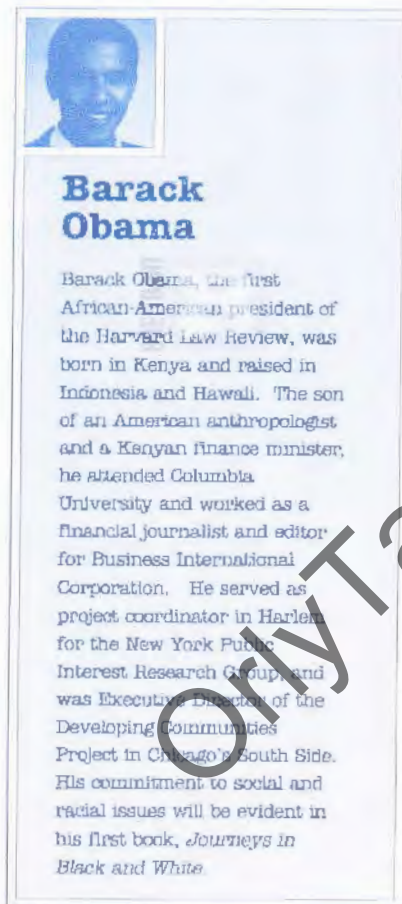 Barack
Obama
Barack Obama, the first
African-American president of
the Harvard Law Review, was
born in Kenya and raised in
Indonesia and Hawaii. The son
of an American anthropologist
and a Kenyan finance minister,
he attended Columbia
University and worked as a
financial journalist and editor
for Business International
Corporation. He served as
project coordinator in Harlem
for the New York Public
Interest Research Group, and
was Executive Director of the
Developing Communities
Project in Chicago's South Side.
His commitment to social and
racial issues will be evident in
his first book, Journeys in
Black and White.
OrlyTa